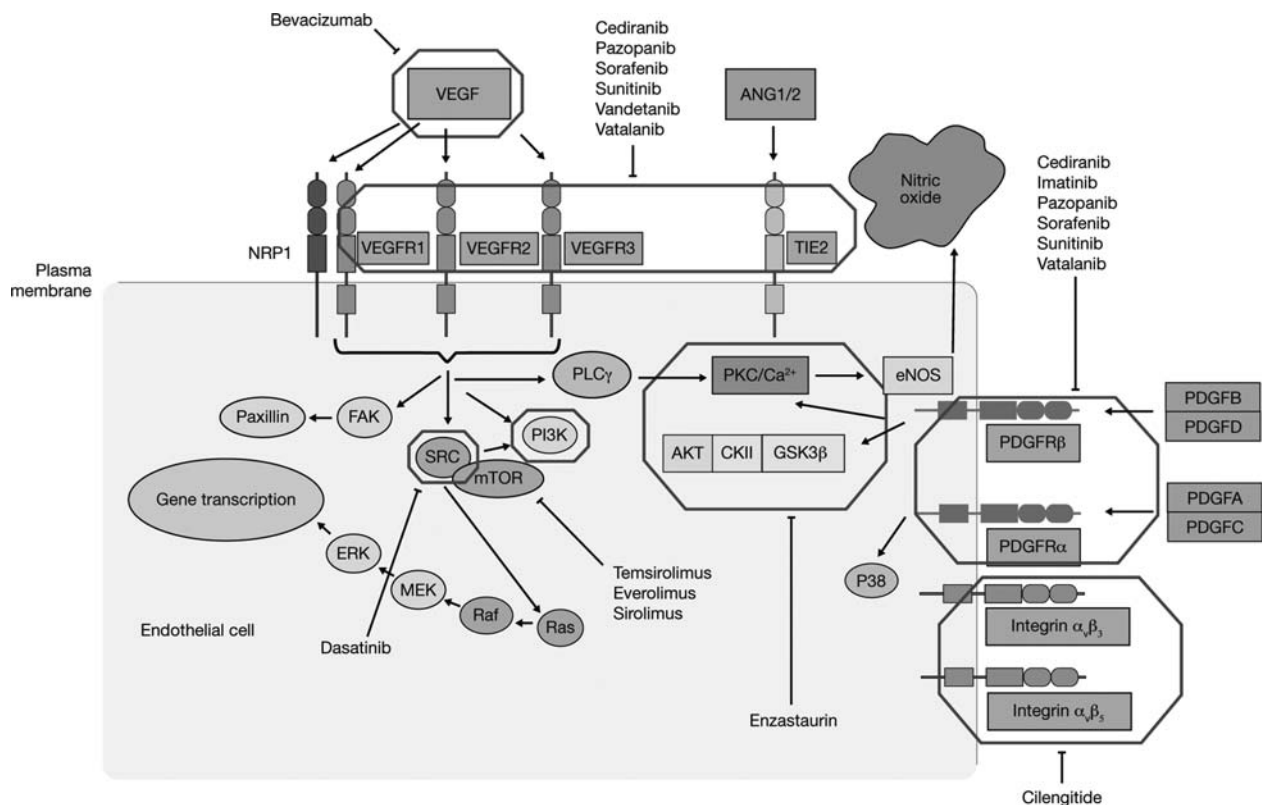 Bevacizumab
VEGF
Cediranib
Pazopanib
Sorafenib
Sunitinib
Vandetanib
Vatalanib
ANG1/2
Nitric
oxide
Cediranib
Imatinib
Pazopanib
Sorafenib
Sunitinib
Vatalanib
NRP1
VEGFR1
VEGFR2
VEGFR3
TIE2
Plasma
membrane
PLCγ
PKC/Ca²⁺
eNOS
Paxillin
FAK
PI3K
SRC
mTOR
AKT
CKII
GSK3β
PDGFRβ
PDGFB
PDGFD
Gene transcription
ERK
MEK
Raf
Ras
Temsirolimus
Everolimus
Sirolimus
P38
PDGFRα
PDGFA
PDGFC
Endothelial cell
Dasatinib
Enzastaurin
Integrin αᵥβ₃
Integrin αᵥβ₅
Cilengitide